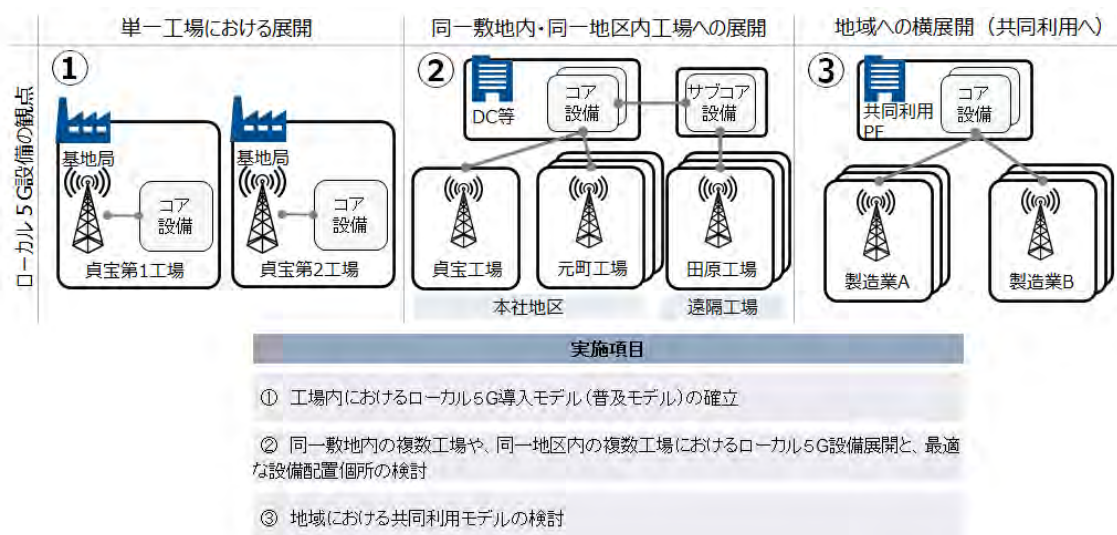 単一工場における展開
同一敷地内・同一地区内工場への展開
地域への横展開（共同利用へ）
ローカル５G設備の観点
①
基地局
コア
設備
貞宝第1工場
基地局
コア
設備
貞宝第2工場
②
DC等
コア
設備
サブコア
設備
貞宝工場
元町工場
田原工場
本社地区
遠隔工場
③
共同利用
PF
コア
設備
製造業A
製造業B
実施項目
① 工場内におけるローカル5G導入モデル（普及モデル）の確立
② 同一敷地内の複数工場や、同一地区内の複数工場におけるローカル5G設備展開と、最適
な設備配置個所の検討
③ 地域における共同利用モデルの検討